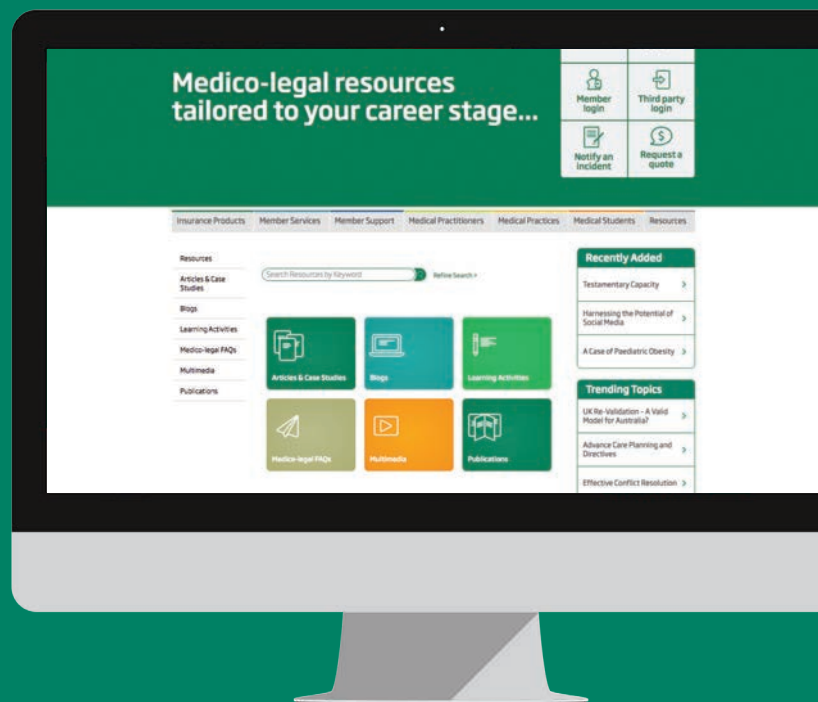 Medico-legal resources
tailored to your career stage...
Member
login
Third party
login
Notify an
incident
Request a
quote
Insurance Products
Member Services
Member Support
Medical Practitioners
Medical Practices
Medical Students
Resources
Resources
Articles & Case
Studies
Blogs
Learning Activities
Medico-legal FAQs
Multimedia
Publications
Search Resources by Keyword
Refine Search >
Articles & Case Studies
Blogs
Learning Activities
Medico-legal FAQs
Multimedia
Publications
Recently Added
Testamentary Capacity
Harnessing the Potential of
Social Media
A Case of Paediatric Obesity
Trending Topics
UK Re-Validation - A Valid
Model for Australia?
Advance Care Planning and
Directives
Effective Conflict Resolution